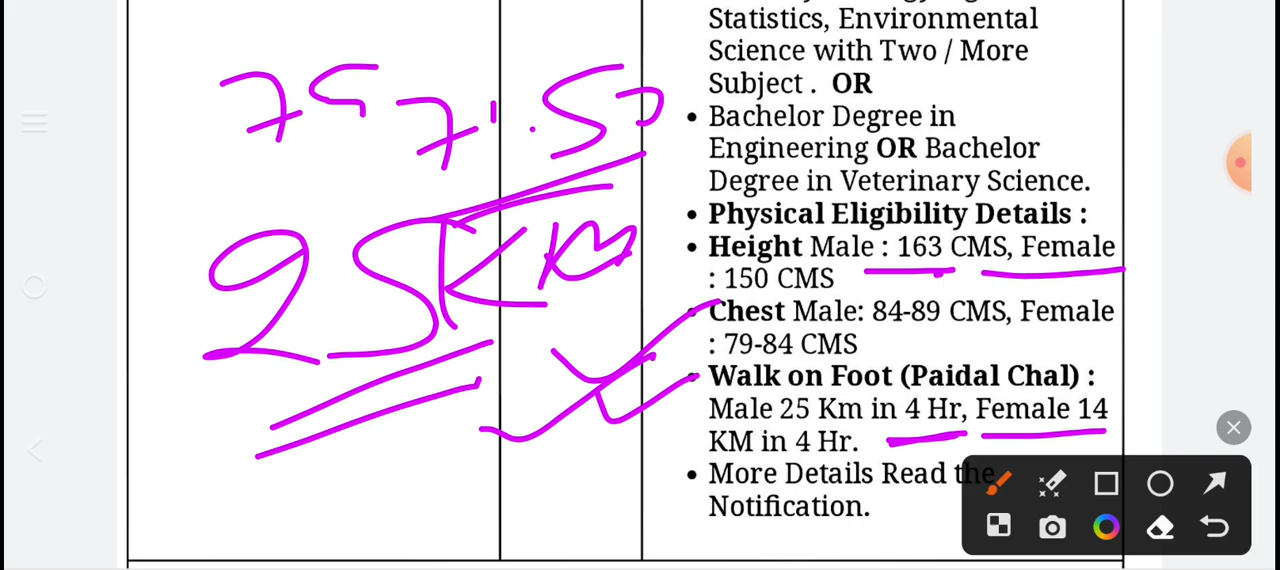 Statistics, Environmental
Science with Two / More
Subject . OR
• Bachelor Degree in
Engineering OR Bachelor
Degree in Veterinary Science.
• Physical Eligibility Details :
• Height Male : 163 CMS, Female
: 150 CMS
• Chest Male: 84-89 CMS, Female
: 79-84 CMS
• Walk on Foot (Paidal Chal) :
Male 25 Km in 4 Hr, Female 14
KM in 4 Hr.
• More Details Read the
Notification.
25 KM